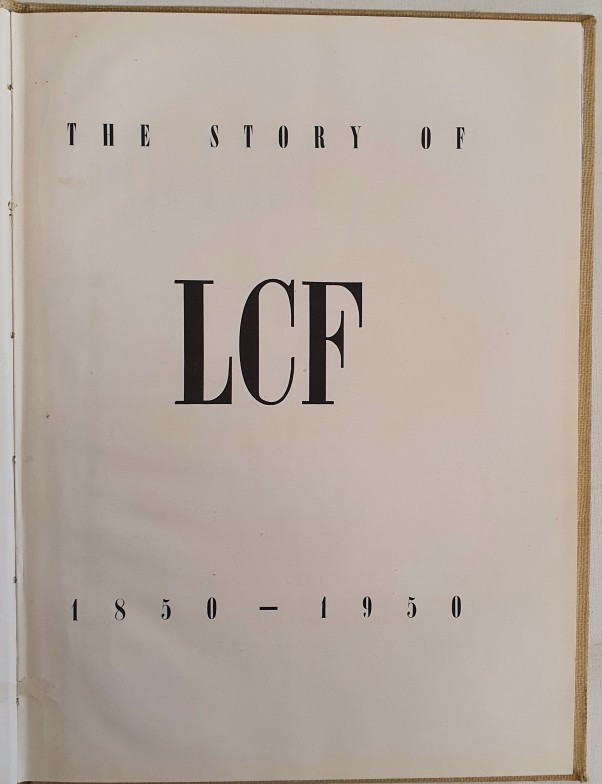 THE STORY OF
LCF
1850 — 1950